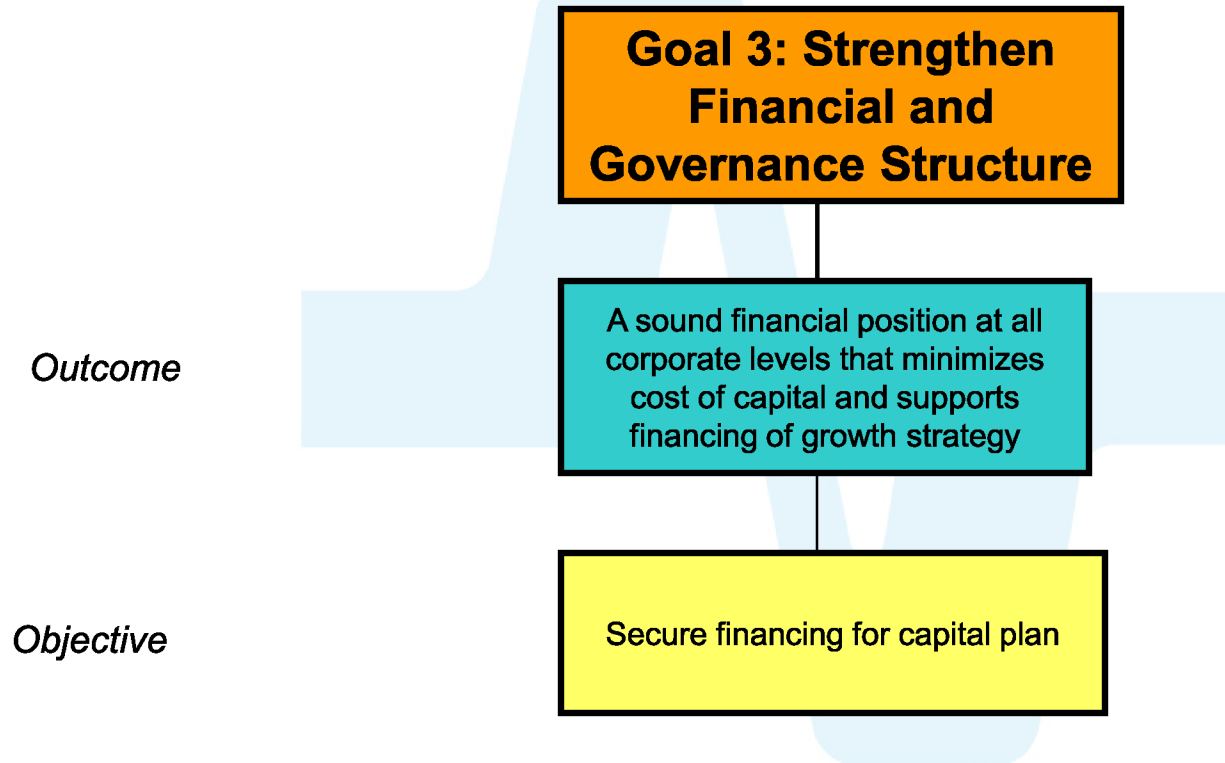 Goal 3: Strengthen
Financial and
Governance Structure
Outcome
A sound financial position at all
corporate levels that minimizes
cost of capital and supports
financing of growth strategy
Objective
Secure financing for capital plan